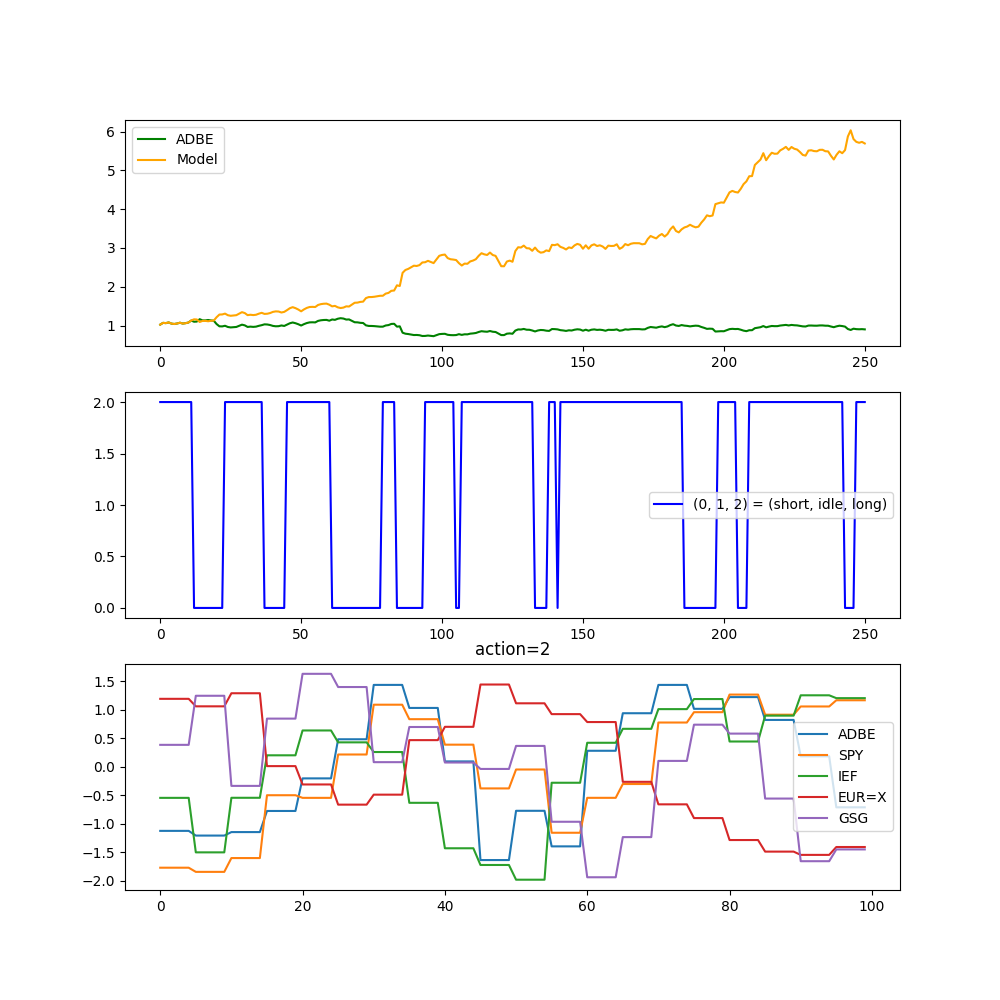 ADBE
Model
6
5
4
3
2
1
0 50 100 150 200 250
2.0
1.5
1.0
0.5
0.0
(0, 1, 2) = (short, idle, long)
0 50 100 150 200 250
action=2
1.5
1.0
0.5
0.0
−0.5
−1.0
−1.5
−2.0
ADBE
SPY
IEF
EUR=X
GSG
0 20 40 60 80 100